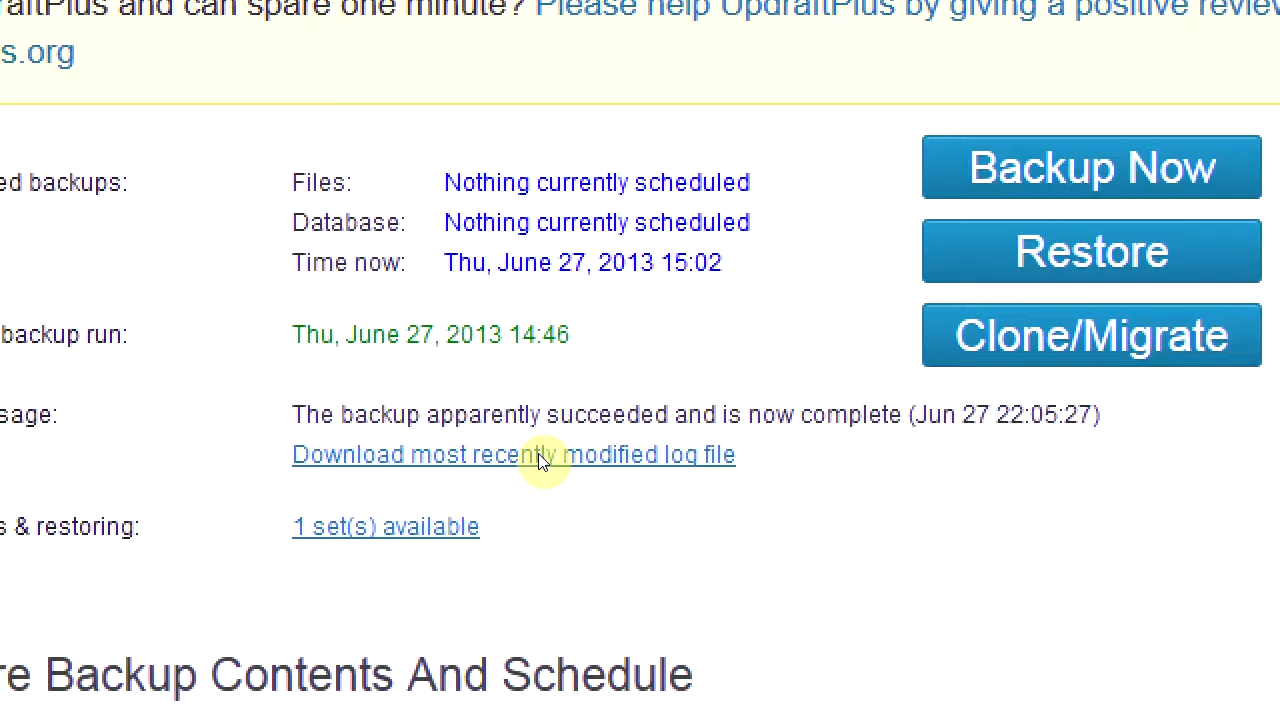 aftPlus and can spare one minute? Please help UpdraftPlus by giving a positive review
s.org
ed backups:
Files: Nothing currently scheduled
Database: Nothing currently scheduled
Time now: Thu, June 27, 2013 15:02
backup run: Thu, June 27, 2013 14:46
sage: The backup apparently succeeded and is now complete (Jun 27 22:05:27)
Download most recently modified log file
s & restoring: 1 set(s) available
Backup Now
Restore
Clone/Migrate
re Backup Contents And Schedule